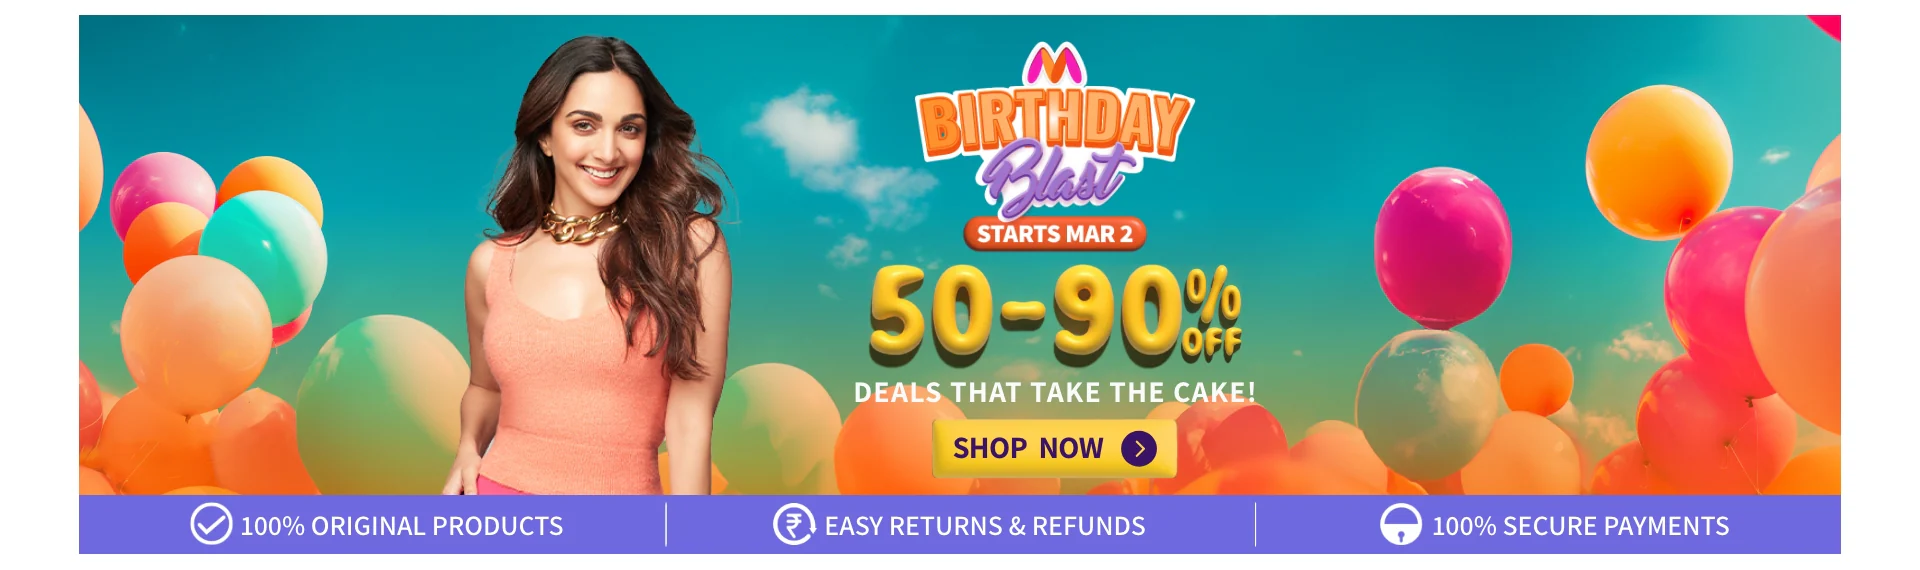 BIRTHDAY
Blast
STARTS MAR 2
50-90% OFF
DEALS THAT TAKE THE CAKE!
SHOP NOW
100% ORIGINAL PRODUCTS
EASY RETURNS & REFUNDS
100% SECURE PAYMENTS